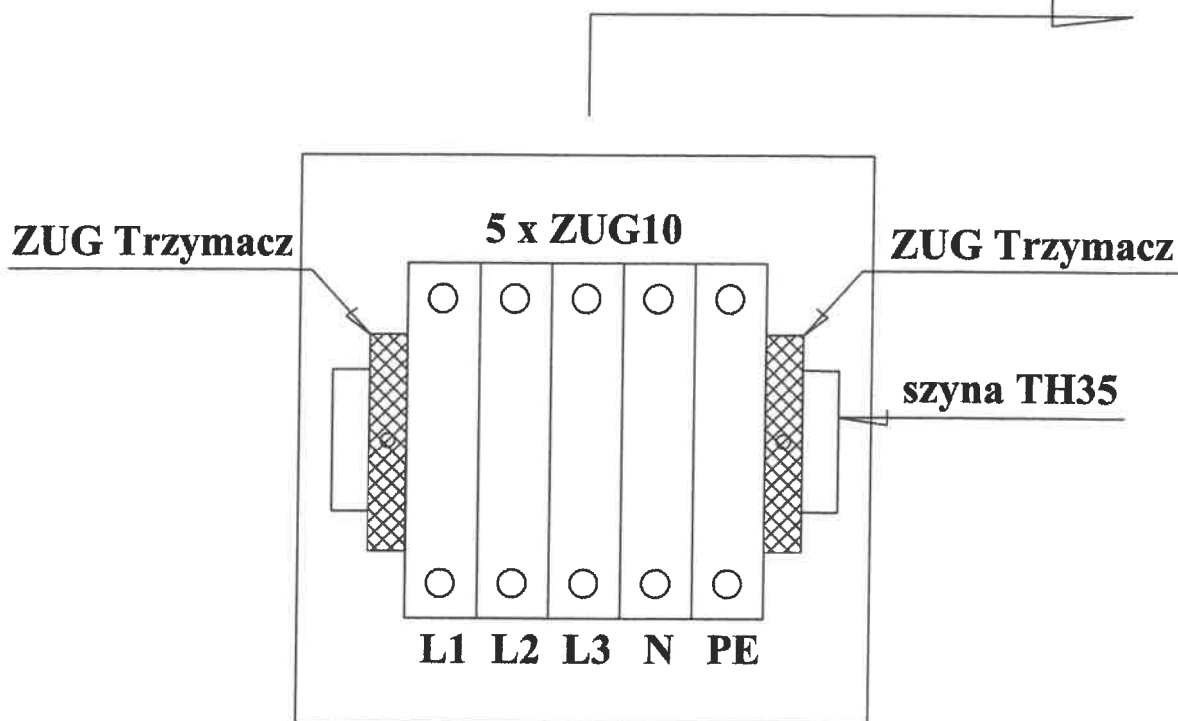 5 x ZUG10
ZUG Trzymacz
ZUG Trzymacz
szyna TH35
L1 L2 L3 N PE